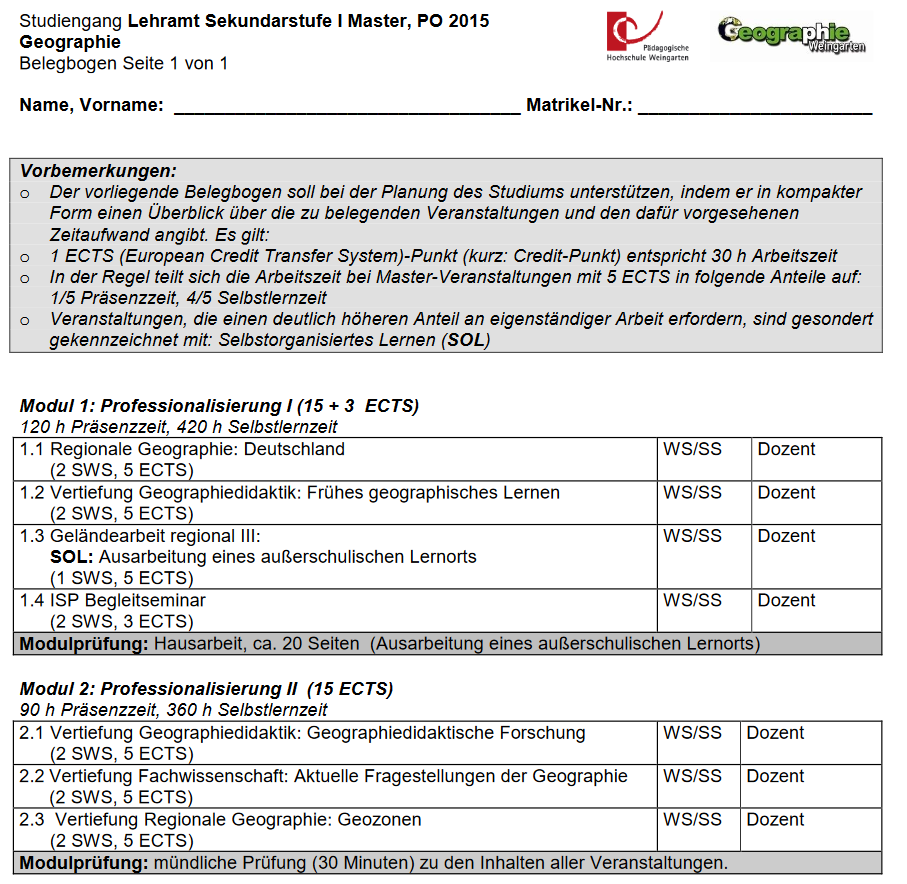 Studiengang Lehramt Sekundarstufe I Master, PO 2015
Geographie
Belegbogen Seite 1 von 1
Pädagogische
Hochschule Weingarten
Geographie
Weingarten
Name, Vorname: ___________________________________ Matrikel-Nr.: ________________________
Vorbemerkungen:
o Der vorliegende Belegbogen soll bei der Planung des Studiums unterstützen, indem er in kompakter
Form einen Überblick über die zu belegenden Veranstaltungen und den dafür vorgesehenen
Zeitaufwand angibt. Es gilt:
o 1 ECTS (European Credit Transfer System)-Punkt (kurz: Credit-Punkt) entspricht 30 h Arbeitszeit
o In der Regel teilt sich die Arbeitszeit bei Master-Veranstaltungen mit 5 ECTS in folgende Anteile auf:
1/5 Präsenzzeit, 4/5 Selbstlernzeit
o Veranstaltungen, die einen deutlich höheren Anteil an eigenständiger Arbeit erfordern, sind gesondert
gekennzeichnet mit: Selbstorganisiertes Lernen (SOL)
Modul 1: Professionalisierung I (15 + 3 ECTS)
120 h Präsenzzeit, 420 h Selbstlernzeit
1.1 Regionale Geographie: Deutschland WS/SS Dozent
(2 SWS, 5 ECTS)
1.2 Vertiefung Geographiedidaktik: Frühes geographisches Lernen WS/SS Dozent
(2 SWS, 5 ECTS)
1.3 Geländearbeit regional III: WS/SS Dozent
SOL: Ausarbeitung eines außerschulischen Lernorts
(1 SWS, 5 ECTS)
1.4 ISP Begleitseminar WS/SS Dozent
(2 SWS, 3 ECTS)
Modulprüfung: Hausarbeit, ca. 20 Seiten (Ausarbeitung eines außerschulischen Lernorts)
Modul 2: Professionalisierung II (15 ECTS)
90 h Präsenzzeit, 360 h Selbstlernzeit
2.1 Vertiefung Geographiedidaktik: Geographiedidaktische Forschung WS/SS Dozent
(2 SWS, 5 ECTS)
2.2 Vertiefung Fachwissenschaft: Aktuelle Fragestellungen der Geographie WS/SS Dozent
(2 SWS, 5 ECTS)
2.3 Vertiefung Regionale Geographie: Geozonen WS/SS Dozent
(2 SWS, 5 ECTS)
Modulprüfung: mündliche Prüfung (30 Minuten) zu den Inhalten aller Veranstaltungen.